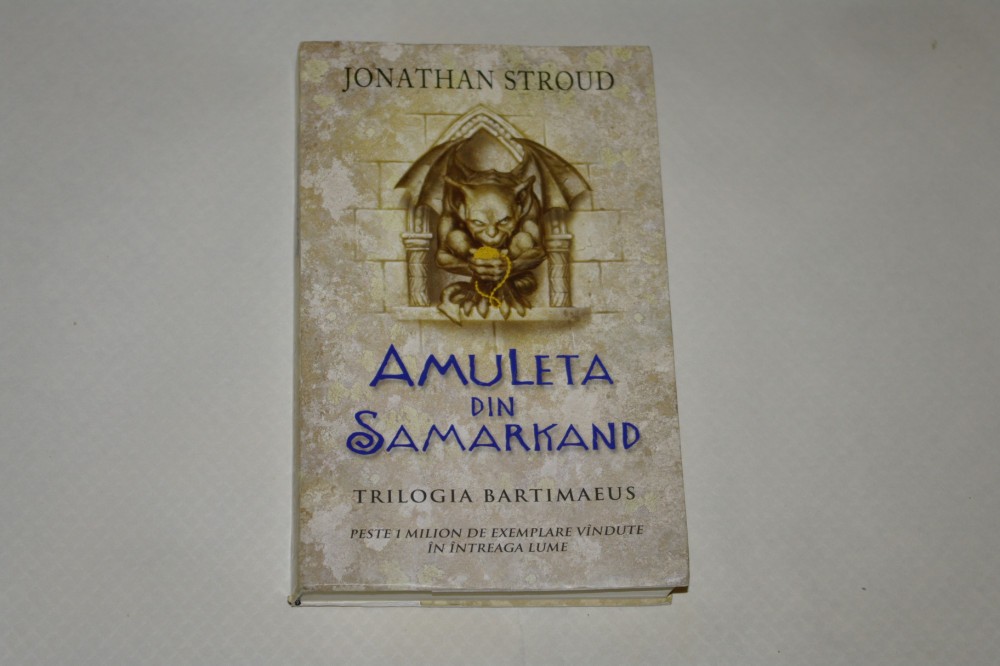 JONATHAN STROUD
AMULETA
DIN
SAMARKAND
TRILOGIA BARTIMAEUS
PESTE 1 MILION DE EXEMPLARE VÎNDUTE
ÎN ÎNTREAGA LUME